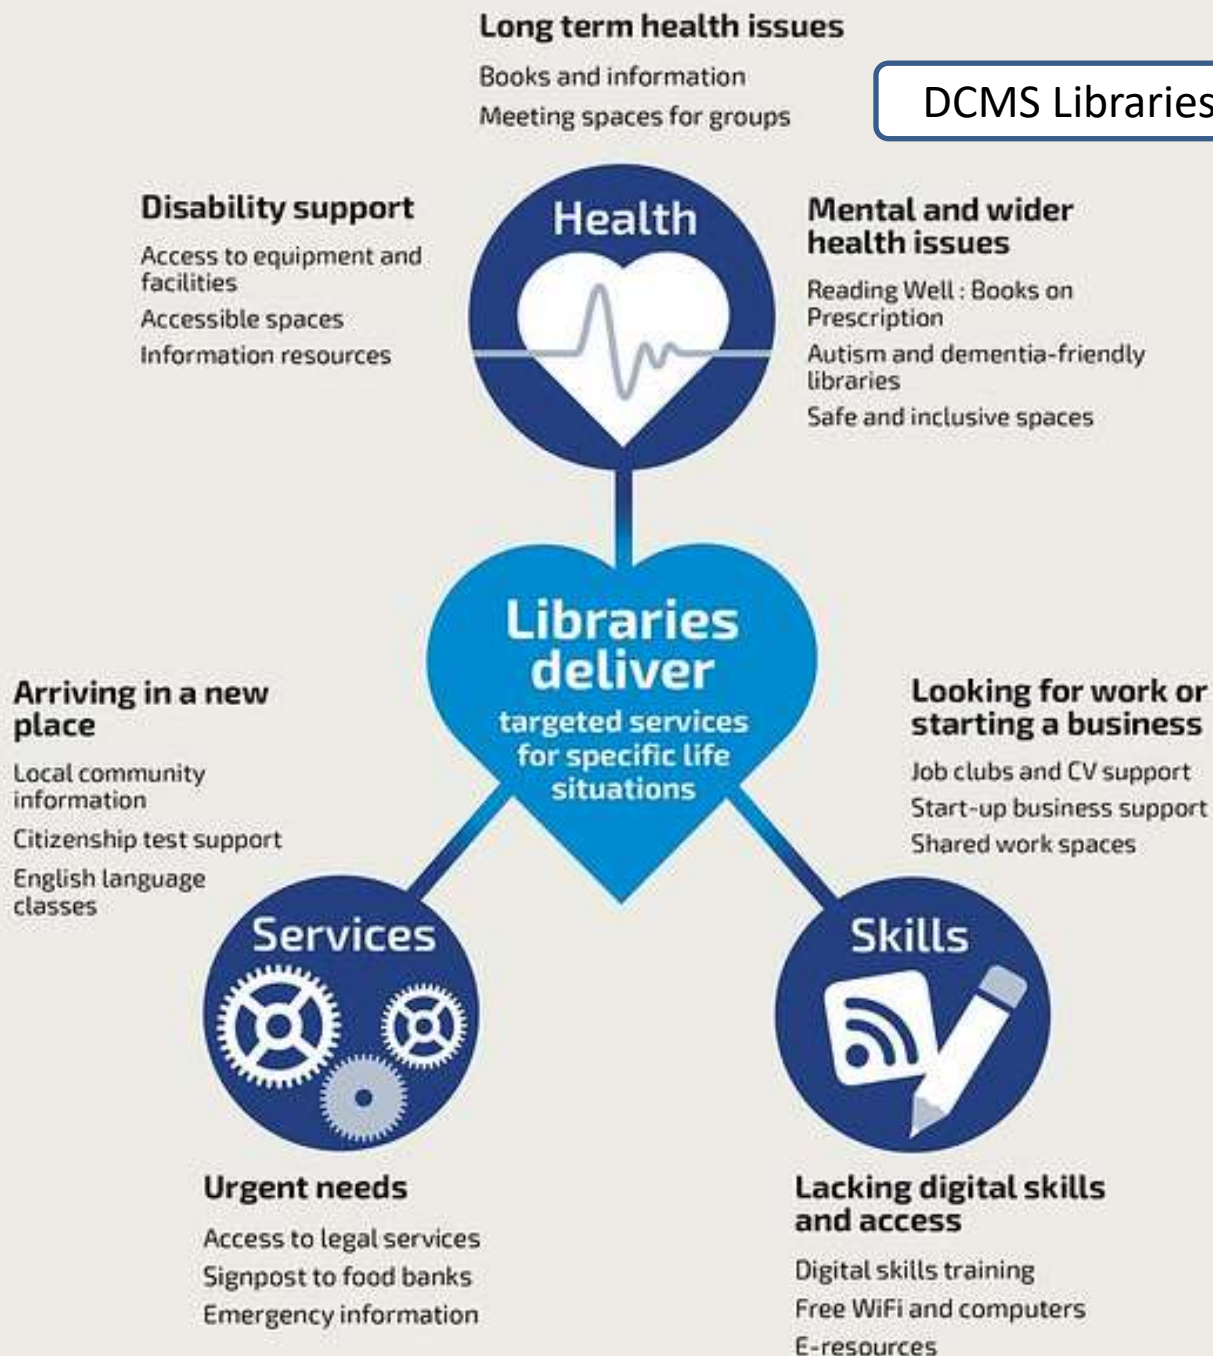 Long term health issues
Books and information
Meeting spaces for groups
DCMS Libraries
Disability support
Access to equipment and
facilities
Accessible spaces
Information resources
Health
Mental and wider
health issues
Reading Well : Books on
Prescription
Autism and dementia-friendly
libraries
Safe and inclusive spaces
Libraries
deliver
targeted services
for specific life
situations
Arriving in a new
place
Local community
information
Citizenship test support
English language
classes
Looking for work or
starting a business
Job clubs and CV support
Start-up business support
Shared work spaces
Services
Skills
Urgent needs
Access to legal services
Signpost to food banks
Emergency information
Lacking digital skills
and access
Digital skills training
Free WiFi and computers
E-resources